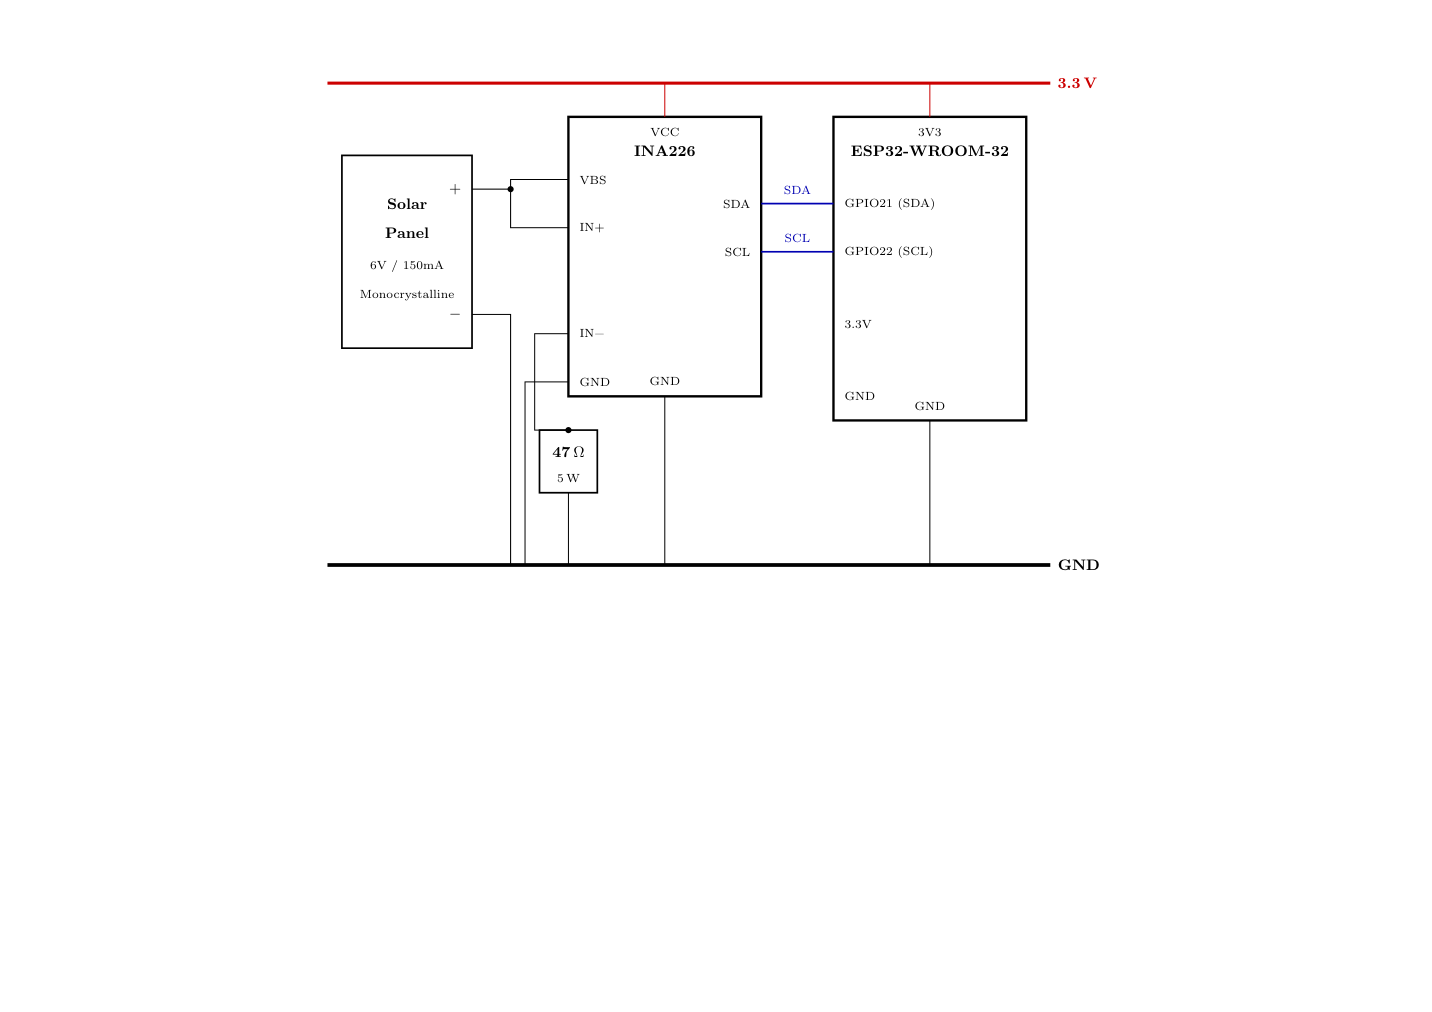 3.3 V
VCC
INA226
3V3
ESP32-WROOM-32
+
Solar
Panel
6V / 150mA
Monocrystalline
−
VBS
IN+
IN−
GND
GND
SDA
SCL
SDA
SCL
GPIO21 (SDA)
GPIO22 (SCL)
3.3V
GND
GND
47 Ω
5 W
GND